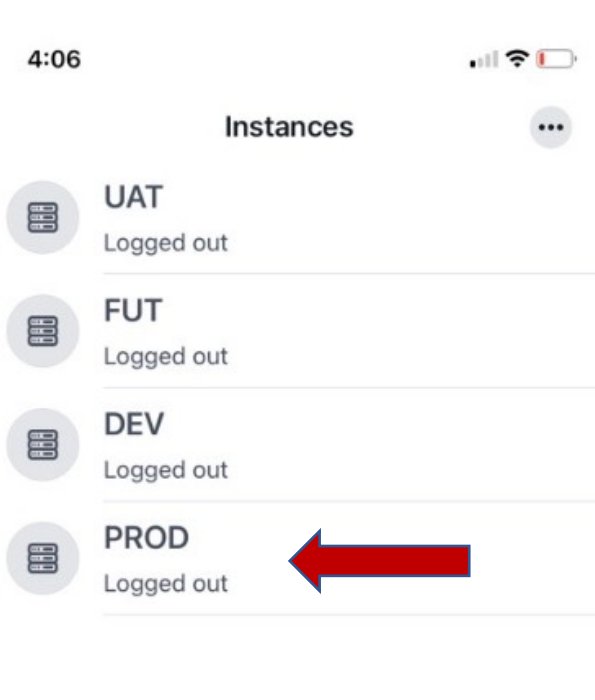 4:06
Instances
UAT
Logged out
FUT
Logged out
DEV
Logged out
PROD
Logged out